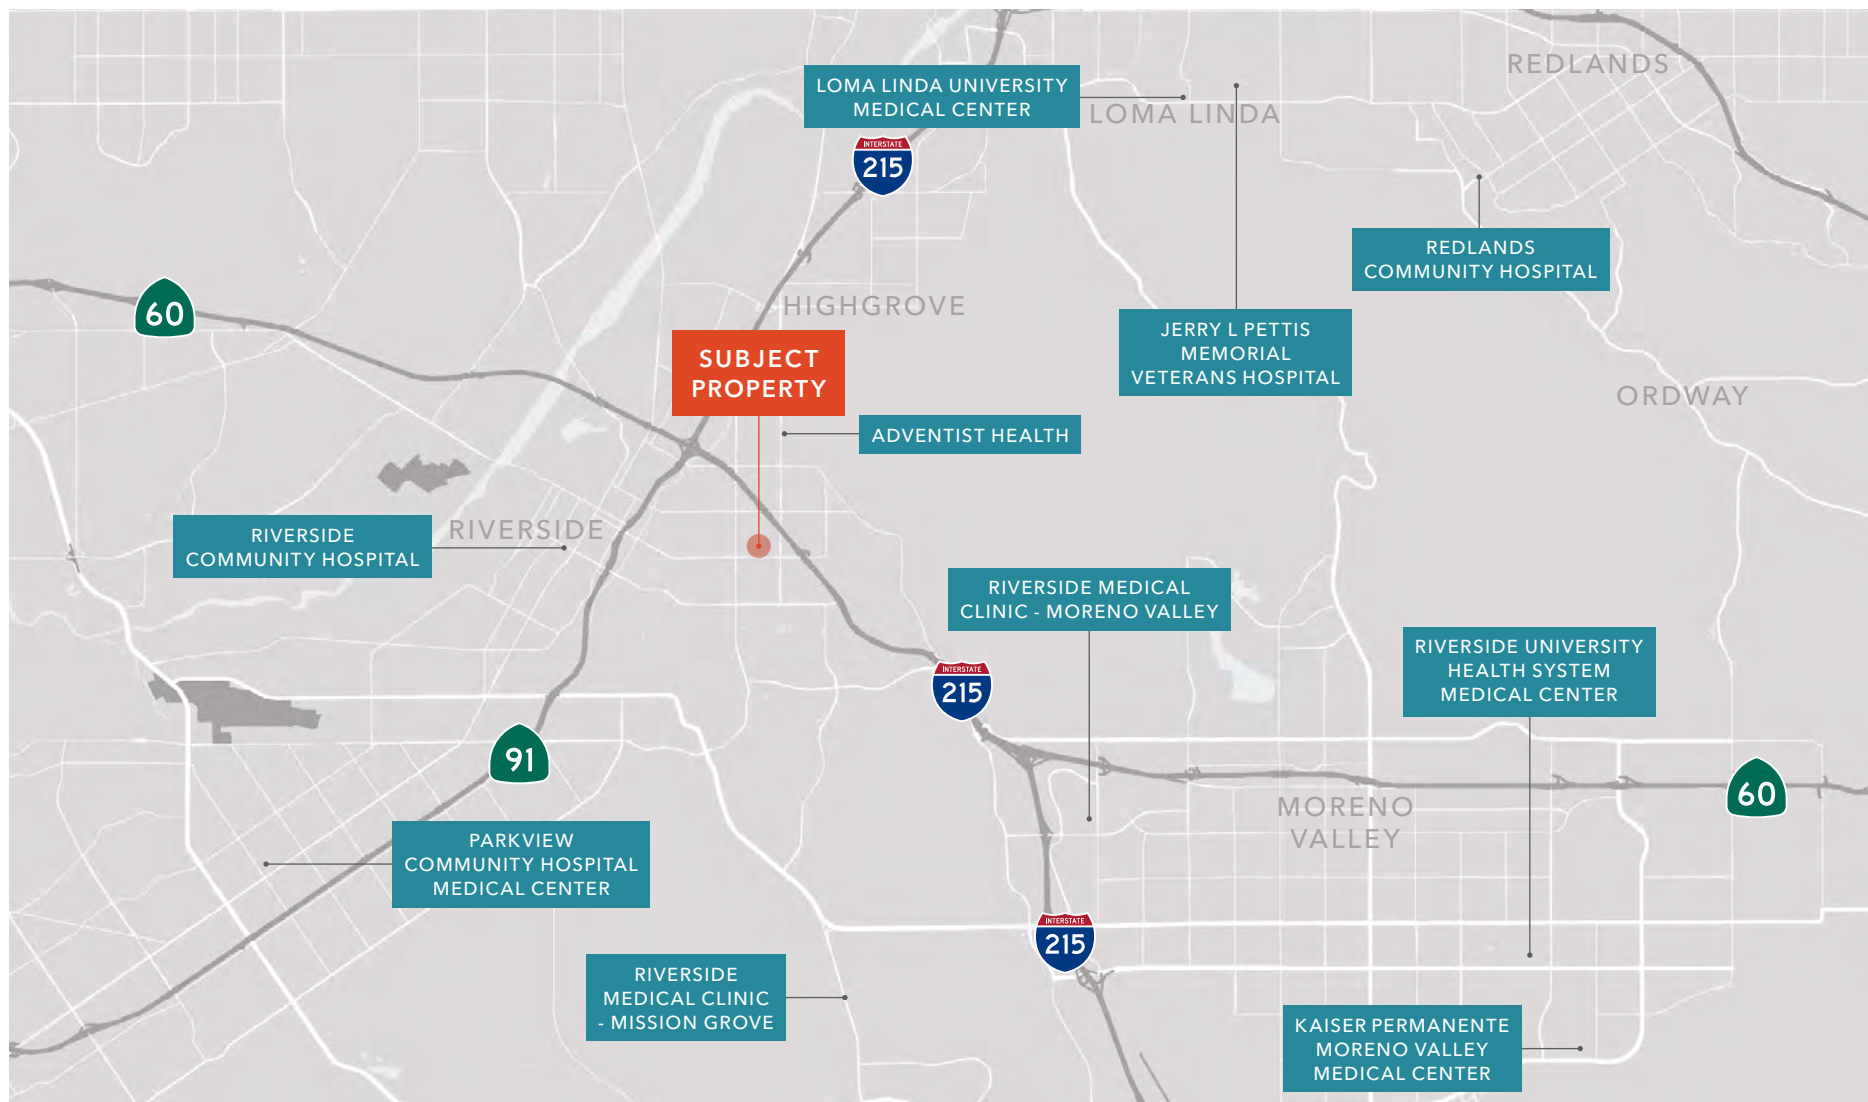 REDLANDS
LOMA LINDA UNIVERSITY
MEDICAL CENTER
LOMA LINDA
INTERSTATE
215
REDLANDS
COMMUNITY HOSPITAL
60
HIGHGROVE
JERRY L PETTIS
MEMORIAL
VETERANS HOSPITAL
SUBJECT
PROPERTY
ORDWAY
ADVENTIST HEALTH
RIVERSIDE
COMMUNITY HOSPITAL
RIVERSIDE
RIVERSIDE MEDICAL
CLINIC - MORENO VALLEY
RIVERSIDE UNIVERSITY
HEALTH SYSTEM
MEDICAL CENTER
INTERSTATE
215
91
60
MORENO
VALLEY
PARKVIEW
COMMUNITY HOSPITAL
MEDICAL CENTER
INTERSTATE
215
RIVERSIDE
MEDICAL CLINIC
- MISSION GROVE
KAISER PERMANENTE
MORENO VALLEY
MEDICAL CENTER